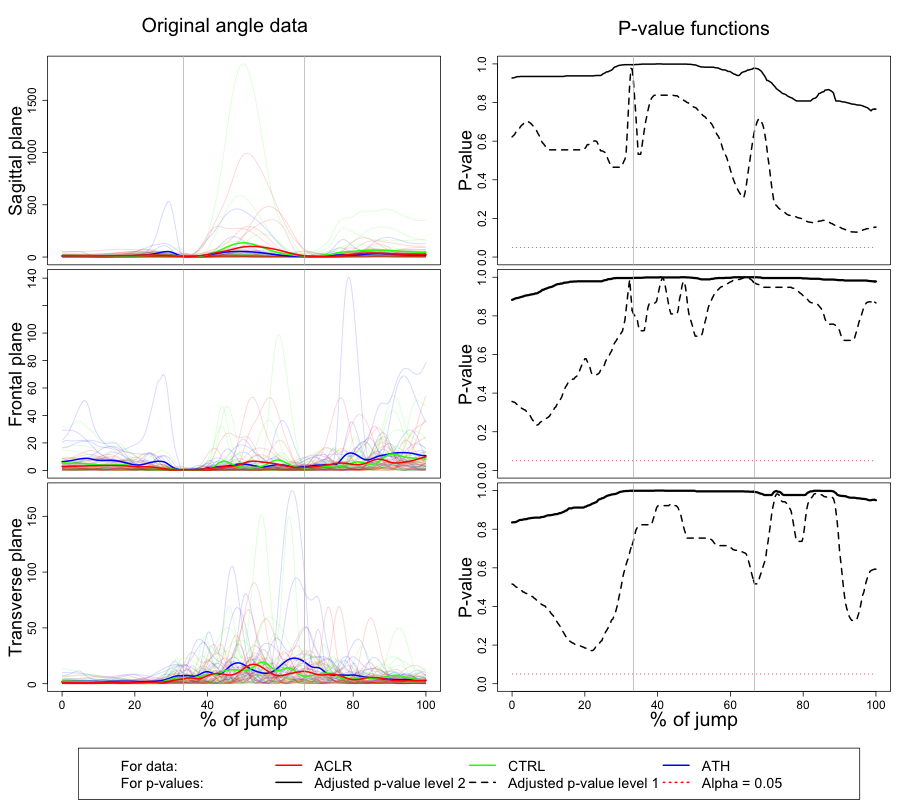 Original angle data
P-value functions
Sagittal plane
0
500
1000
1500
P-value
0.0
0.2
0.4
0.6
0.8
1.0
Frontal plane
0
20
40
60
80
100
140
P-value
0.0
0.2
0.4
0.6
0.8
1.0
Transverse plane
0
50
100
150
P-value
0.0
0.2
0.4
0.6
0.8
1.0
0 20 40 60 80 100
% of jump
0 20 40 60 80 100
% of jump
For data: ACLR CTRL ATH
For p-values: Adjusted p-value level 2 Adjusted p-value level 1 Alpha = 0.05